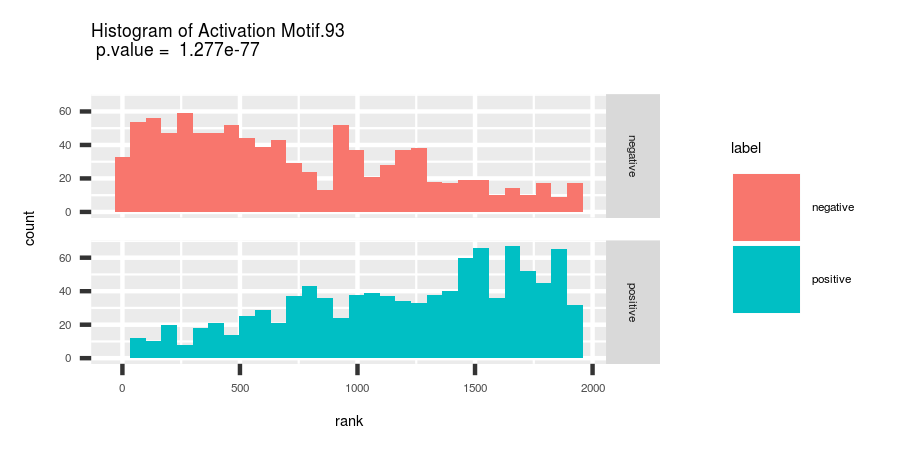 Histogram of Activation Motif.93
p.value = 1.277e-77
count
60
40
20
0
negative
60
40
20
0
positive
0 500 1000 1500 2000
rank
label
negative
positive